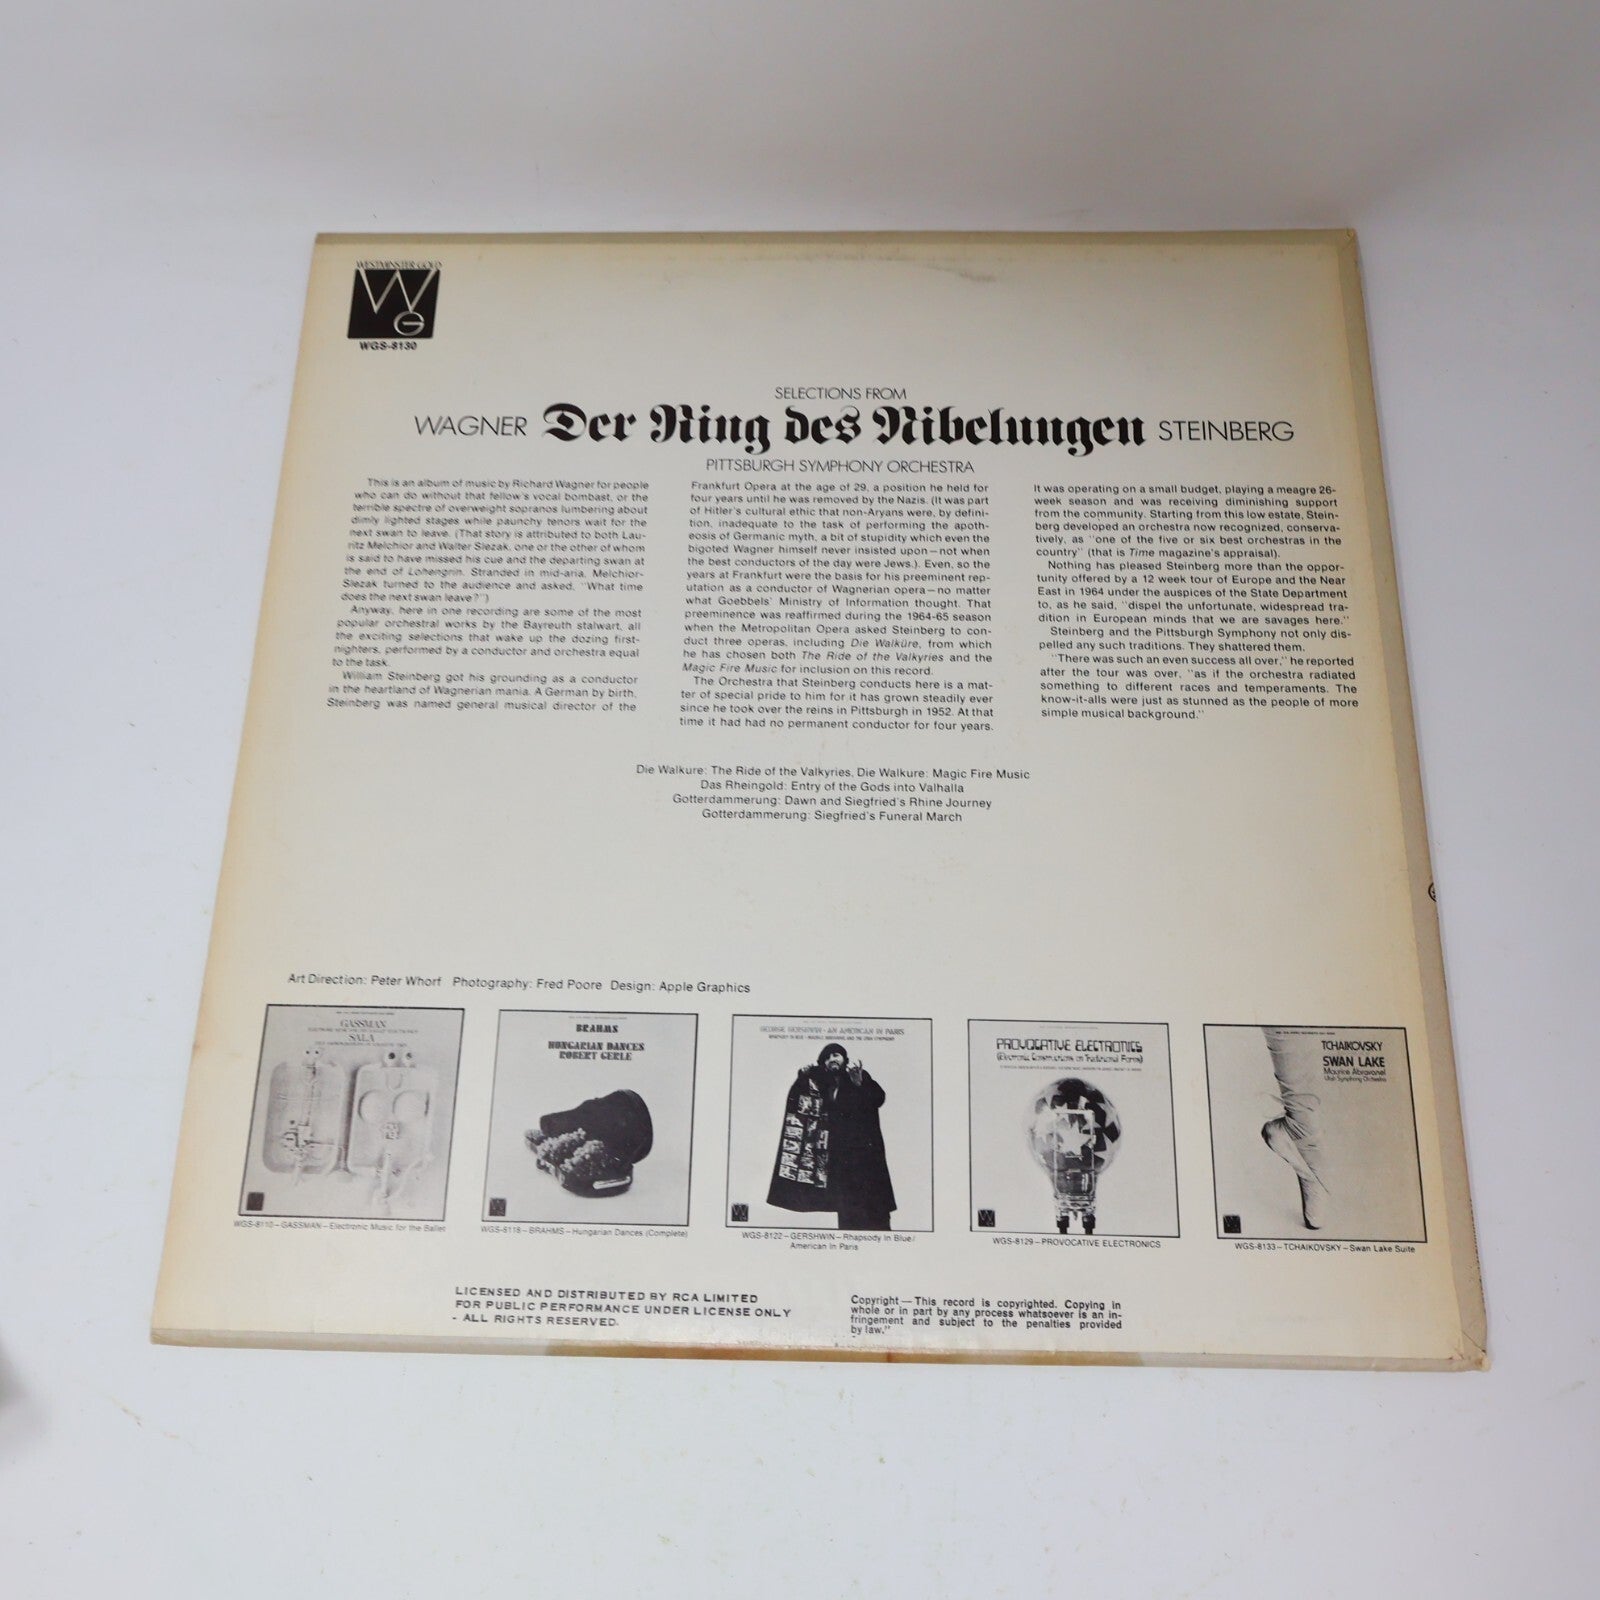 WESTMINSTER GOLD
WG
WGS-8130
SELECTIONS FROM
WAGNER Der Ring des Nibelungen STEINBERG
PITTSBURGH SYMPHONY ORCHESTRA
This is an album of music by Richard Wagner for people
who can do without that fellow's vocal bombast, or the
terrible spectre of overweight sopranos lumbering about
dimly lighted stages while paunchy tenors wait for the
next swan to leave. (That story is attributed to both Lau-
ritz Melchior and Walter Slezak, one or the other of whom
is said to have missed his cue and the departing swan at
the end of Lohengrin. Stranded in mid-aria, Melchior-
Slezak turned to the audience and asked, "What time
does the next swan leave?")
Anyway, here in one recording are some of the most
popular orchestral works by the Bayreuth stalwart, all
the exciting selections that wake up the dozing first-
nighters, performed by a conductor and orchestra equal
to the task.
William Steinberg got his grounding as a conductor
in the heartland of Wagnerian mania. A German by birth,
Steinberg was named general musical director of the
Frankfurt Opera at the age of 29, a position he held for
four years until he was removed by the Nazis. (It was part
of Hitler's cultural ethic that non-Aryans were, by defini-
tion, inadequate to the task of performing the apoth-
eosis of Germanic myth, a bit of stupidity which even the
bigoted Wagner himself never insisted upon—not when
the best conductors of the day were Jews.). Even, so the
years at Frankfurt were the basis for his preeminent rep-
utation as a conductor of Wagnerian opera—no matter
what Goebbels' Ministry of Information thought. That
preeminence was reaffirmed during the 1964-65 season
when the Metropolitan Opera asked Steinberg to con-
duct three operas, including Die Walküre, from which
he has chosen both The Ride of the Valkyries and the
Magic Fire Music for inclusion on this record.
The Orchestra that Steinberg conducts here is a mat-
ter of special pride to him for it has grown steadily ever
since he took over the reins in Pittsburgh in 1952. At that
time it had had no permanent conductor for four years.
It was operating on a small budget, playing a meagre 26-
week season and was receiving diminishing support
from the community. Starting from this low estate, Stein-
berg developed an orchestra now recognized, conserva-
tively, as "one of the five or six best orchestras in the
country" (that is Time magazine's appraisal).
Nothing has pleased Steinberg more than the oppor-
tunity offered by a 12 week tour of Europe and the Near
East in 1964 under the auspices of the State Department
to, as he said, "dispel the unfortunate, widespread tra-
dition in European minds that we are savages here."
Steinberg and the Pittsburgh Symphony not only dis-
pelled any such traditions. They shattered them.
"There was such an even success all over," he reported
after the tour was over, "as if the orchestra radiated
something to different races and temperaments. The
know-it-alls were just as stunned as the people of more
simple musical background."
Die Walkure: The Ride of the Valkyries, Die Walkure: Magic Fire Music
Das Rheingold: Entry of the Gods into Valhalla
Gotterdammerung: Dawn and Siegfried's Rhine Journey
Gotterdammerung: Siegfried's Funeral March
Art Direction: Peter Whorf Photography: Fred Poore Design: Apple Graphics
GASSMAN
SALA
WGS-8110—GASSMAN—Electronic Music for the Ballet
BRAHMS
HUNGARIAN DANCES
ROBERT GERLE
WGS-8118—BRAHMS—Hungarian Dances (Complete)
GEORGE GERSHWIN - AN AMERICAN IN PARIS
WGS-8122—GERSHWIN—Rhapsody In Blue/
American In Paris
PROVOCATIVE ELECTRONICS
(Electronic Constructions on Traditional Forms)
WGS-8129—PROVOCATIVE ELECTRONICS
TCHAIKOVSKY
SWAN LAKE
Maurice Abravanel
Utah Symphony Orchestra
WGS-8133—TCHAIKOVSKY—Swan Lake Suite
LICENSED AND DISTRIBUTED BY RCA LIMITED
FOR PUBLIC PERFORMANCE UNDER LICENSE ONLY
- ALL RIGHTS RESERVED.
Copyright—This record is copyrighted. Copying in
whole or in part by any process whatsoever is an in-
fringement and subject to the penalties provided
by law."